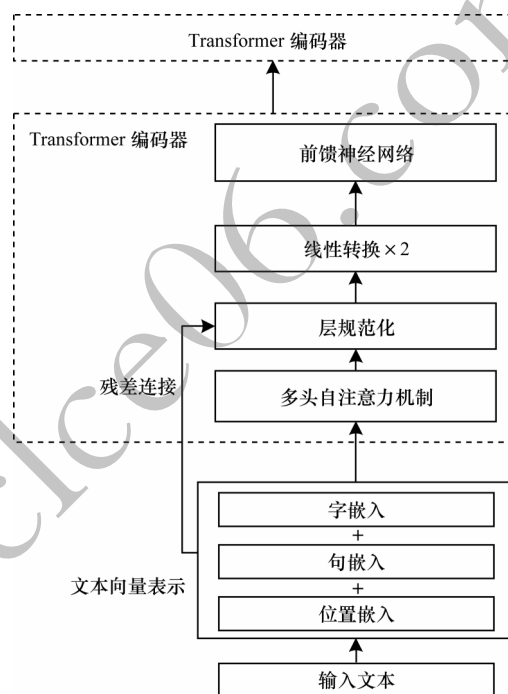 Transformer 编码器
Transformer 编码器
前馈神经网络
线性转换×2
层规范化
残差连接
多头自注意力机制
字嵌入
+
句嵌入
+
文本向量表示
位置嵌入
输入文本
clce06.com